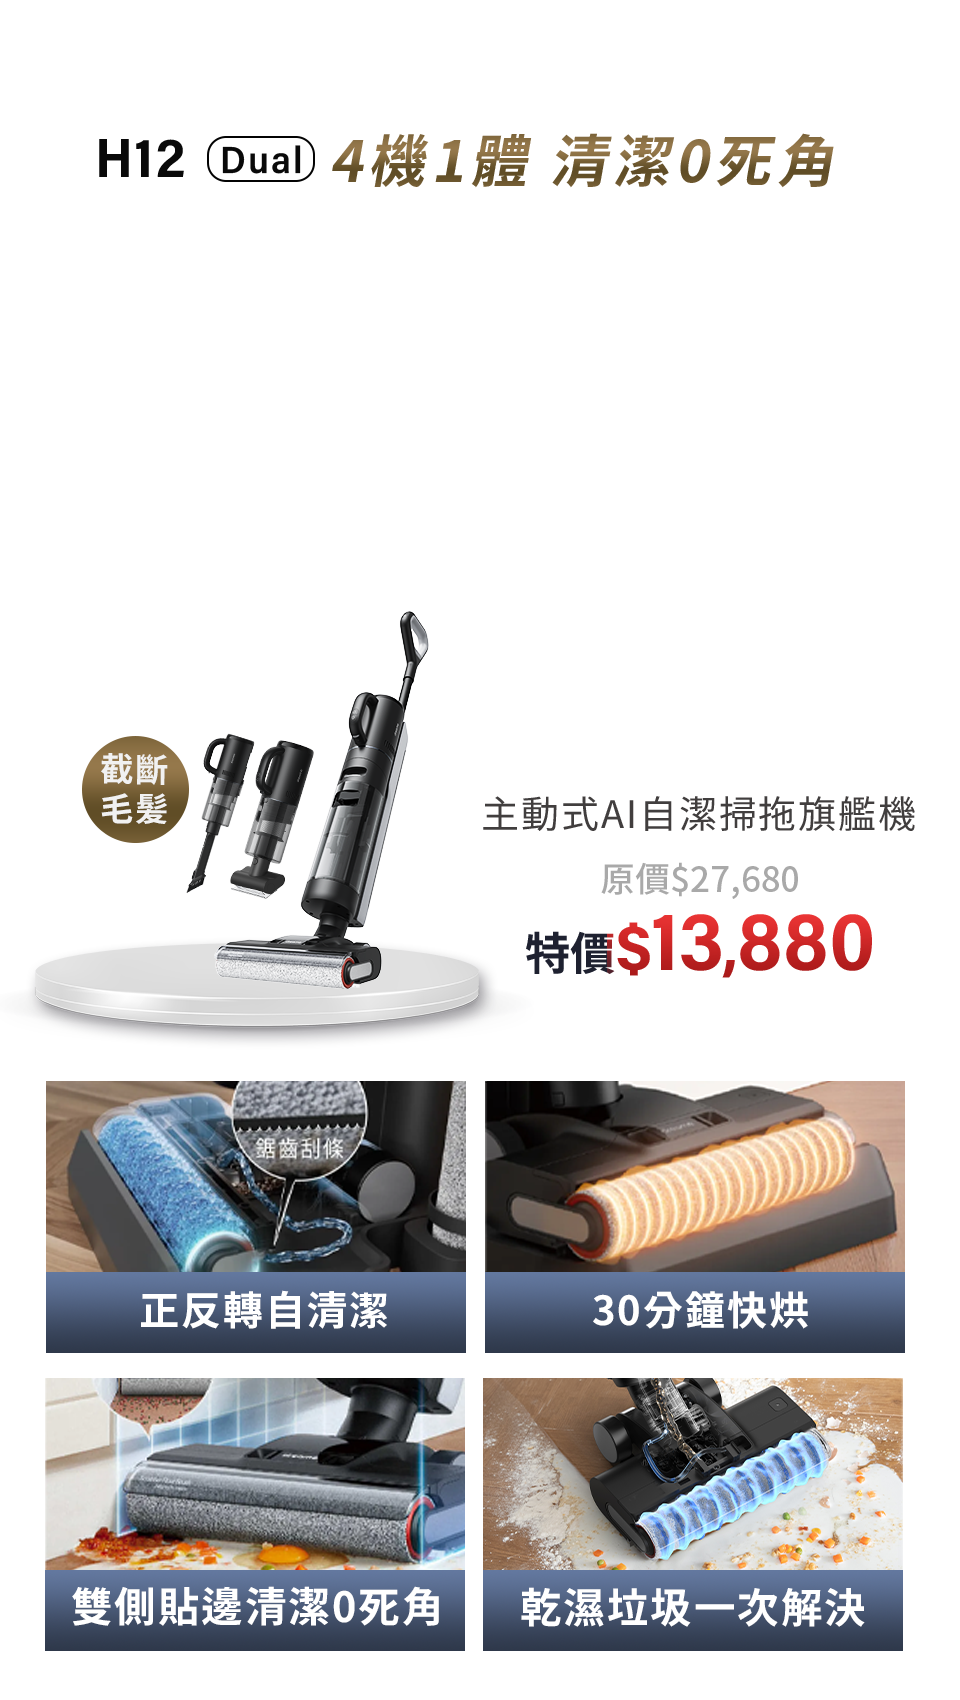 H12 Dual 4機1體 清潔0死角
截斷
毛髮
主動式AI自潔掃拖旗艦機
原價$27,680
特價$13,880
鋸齒刮條
正反轉自清潔
30分鐘快烘
雙側貼邊清潔0死角
乾濕垃圾一次解決